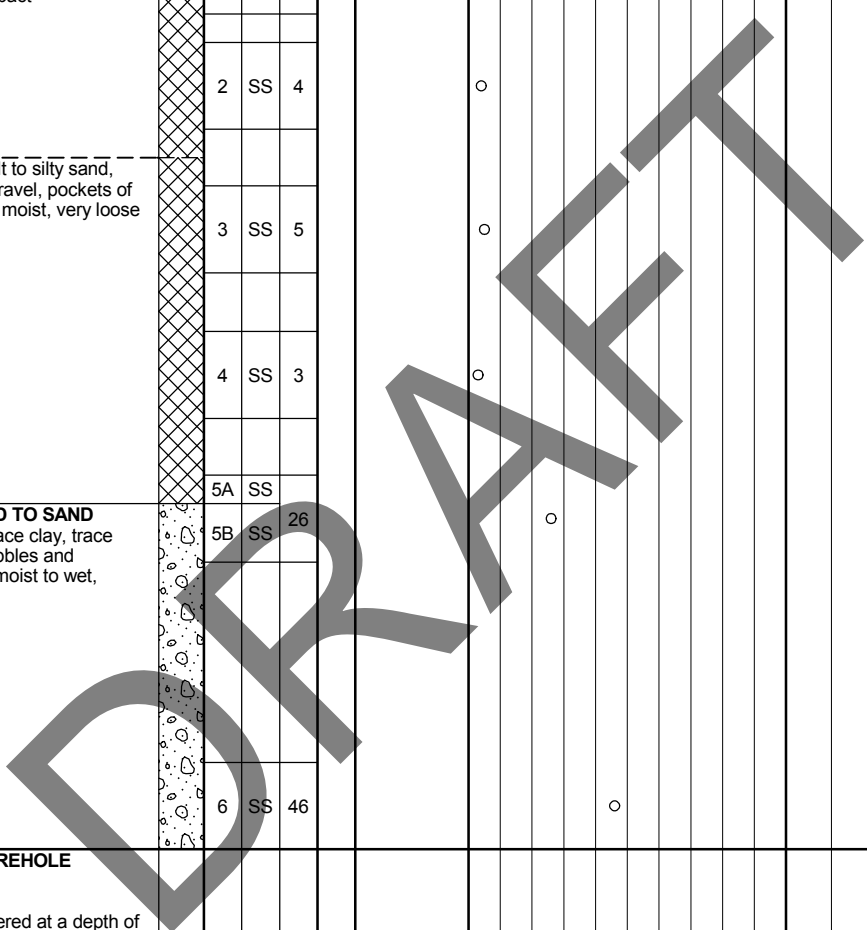 2 SS 4
lt to silty sand,
ravel, pockets of
moist, very loose
3 SS 5
4 SS 3
5A SS
TO SAND
ace clay, trace
5B SS 26
bbles and
moist to wet,
6 SS 46
REHOLE
ered at a depth of
DRAFT